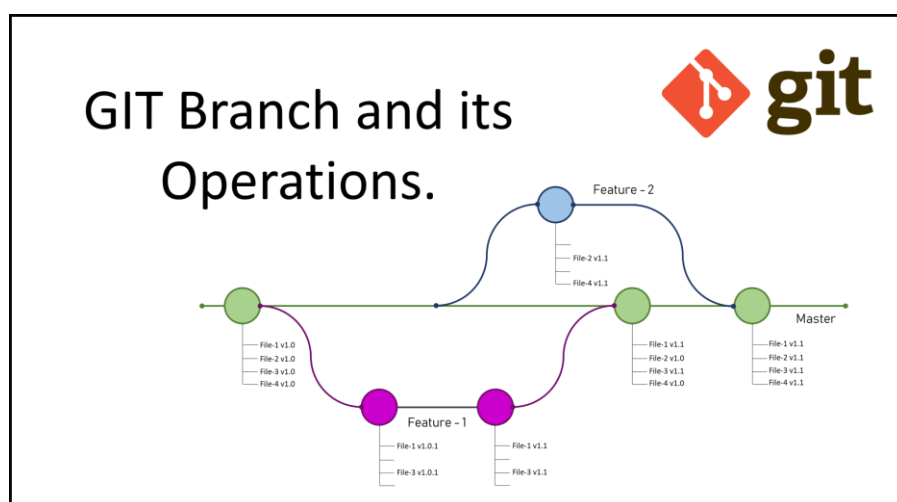 GIT Branch and its
Operations.
git
Feature - 2
File-2 v1.1
File-4 v1.1
Master
File-1 v1.0
File-2 v1.0
File-3 v1.0
File-4 v1.0
File-1 v1.1
File-2 v1.0
File-3 v1.1
File-4 v1.0
File-1 v1.1
File-2 v1.1
File-3 v1.1
File-4 v1.1
Feature - 1
File-1 v1.0.1
File-3 v1.0.1
File-1 v1.1
File-3 v1.1